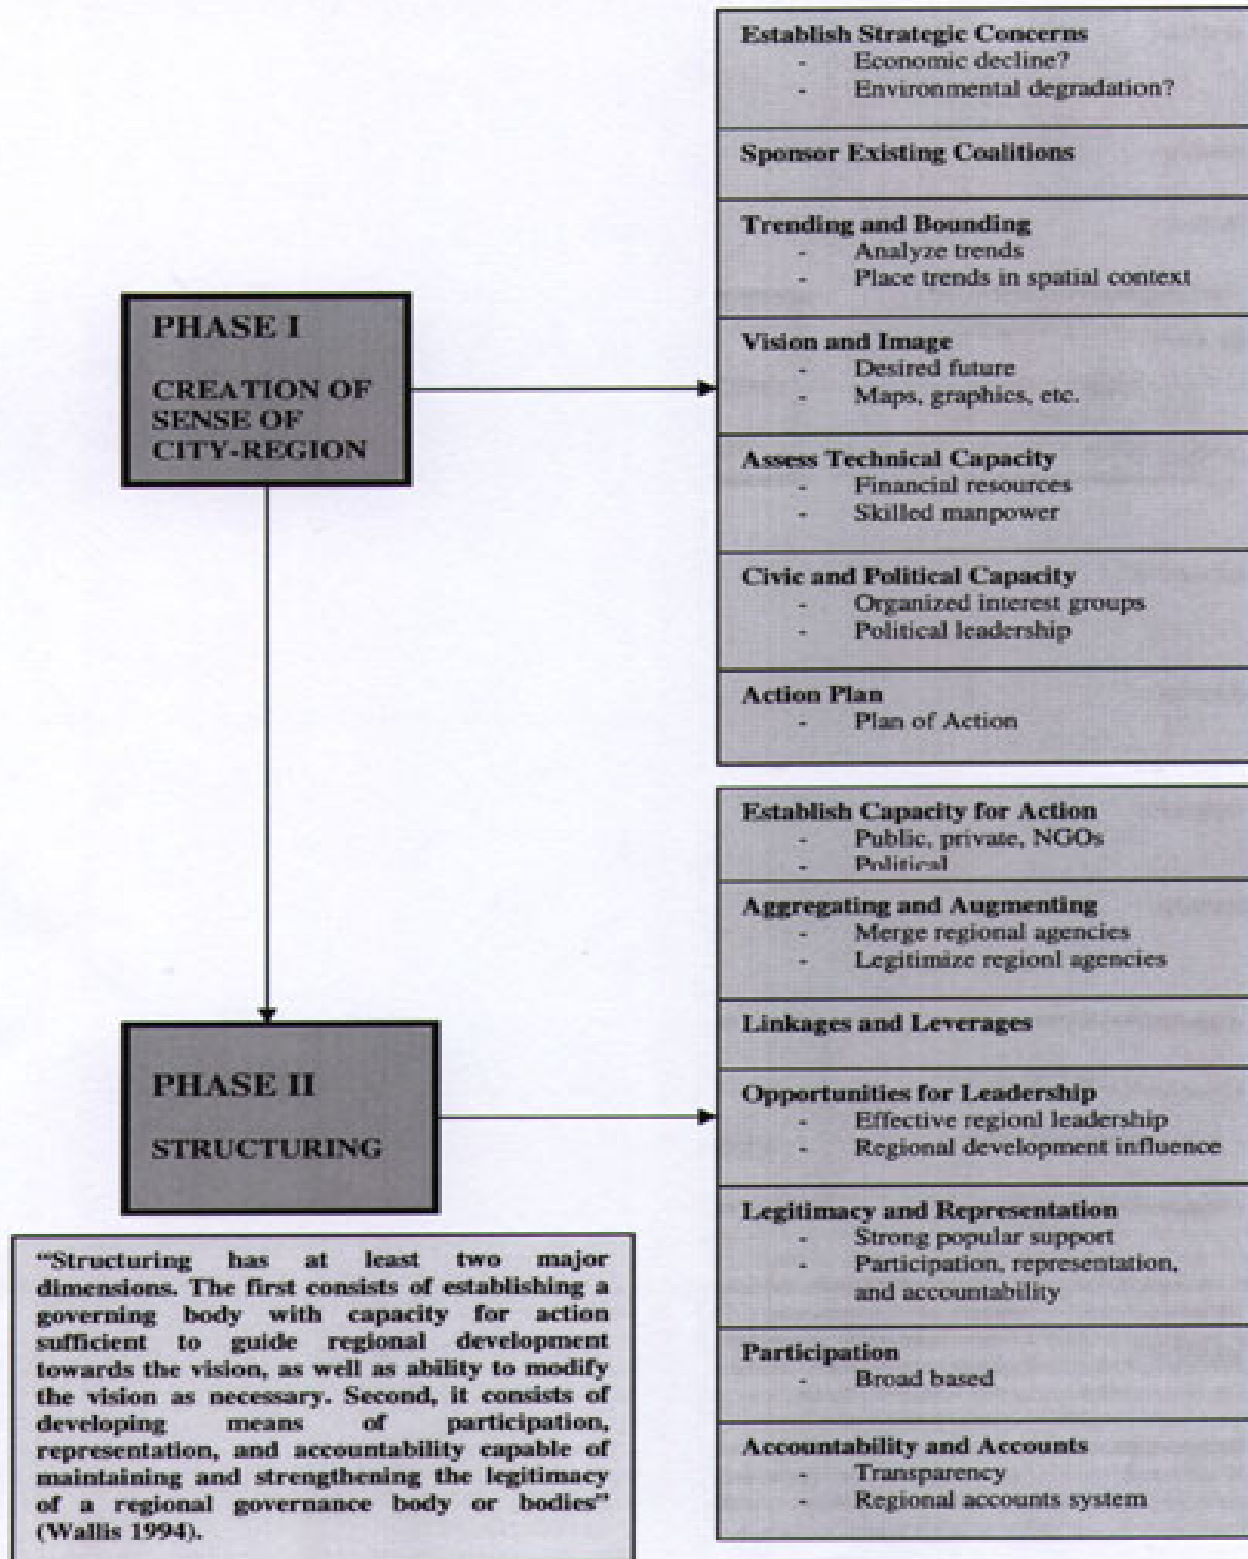 Establish Strategic Concerns
- Economic decline?
- Environmental degradation?
Sponsor Existing Coalitions
Trending and Bounding
- Analyze trends
- Place trends in spatial context
PHASE I
CREATION OF
SENSE OF
CITY-REGION
Vision and Image
- Desired future
- Maps, graphics, etc.
Assess Technical Capacity
- Financial resources
- Skilled manpower
Civic and Political Capacity
- Organized interest groups
- Political leadership
Action Plan
- Plan of Action
Establish Capacity for Action
- Public, private, NGOs
- Political
Aggregating and Augmenting
- Merge regional agencies
- Legitimize regionl agencies
Linkages and Leverages
PHASE II
STRUCTURING
Opportunities for Leadership
- Effective regionl leadership
- Regional development influence
Legitimacy and Representation
- Strong popular support
- Participation, representation,
and accountability
Participation
- Broad based
Accountability and Accounts
- Transparency
- Regional accounts system
“Structuring has at least two major
dimensions. The first consists of establishing a
governing body with capacity for action
sufficient to guide regional development
towards the vision, as well as ability to modify
the vision as necessary. Second, it consists of
developing means of participation,
representation, and accountability capable of
maintaining and strengthening the legitimacy
of a regional governance body or bodies”
(Wallis 1994).